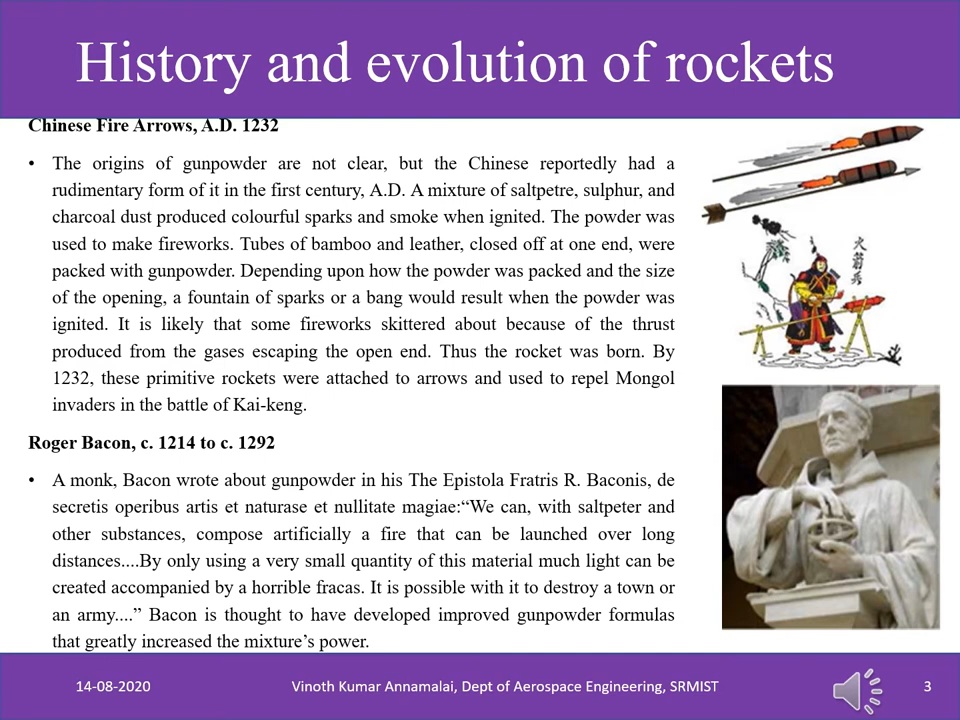 History and evolution of rockets
Chinese Fire Arrows, A.D. 1232
• The origins of gunpowder are not clear, but the Chinese reportedly had a
rudimentary form of it in the first century, A.D. A mixture of saltpetre, sulphur, and
charcoal dust produced colourful sparks and smoke when ignited. The powder was
used to make fireworks. Tubes of bamboo and leather, closed off at one end, were
packed with gunpowder. Depending upon how the powder was packed and the size
of the opening, a fountain of sparks or a bang would result when the powder was
ignited. It is likely that some fireworks skittered about because of the thrust
produced from the gases escaping the open end. Thus the rocket was born. By
1232, these primitive rockets were attached to arrows and used to repel Mongol
invaders in the battle of Kai-keng.
火箭兵
Roger Bacon, c. 1214 to c. 1292
• A monk, Bacon wrote about gunpowder in his The Epistola Fratris R. Baconis, de
secretis operibus artis et naturase et nullitate magiae:“We can, with saltpeter and
other substances, compose artificially a fire that can be launched over long
distances....By only using a very small quantity of this material much light can be
created accompanied by a horrible fracas. It is possible with it to destroy a town or
an army....” Bacon is thought to have developed improved gunpowder formulas
that greatly increased the mixture’s power.
14-08-2020
Vinoth Kumar Annamalai, Dept of Aerospace Engineering, SRMIST
3